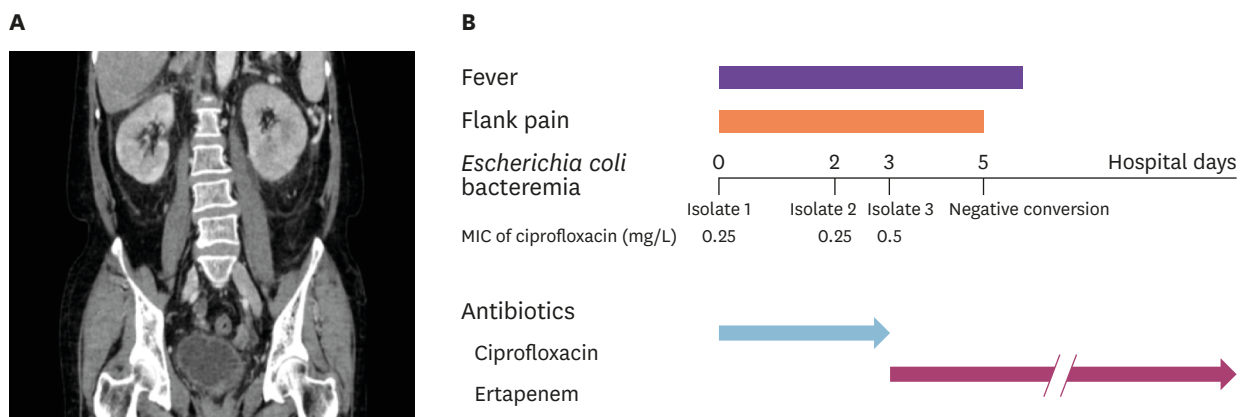 A
B
Fever
Flank pain
Escherichia coli
bacteremia
0 2 3 5 Hospital days
Isolate 1 Isolate 2 Isolate 3 Negative conversion
MIC of ciprofloxacin (mg/L) 0.25 0.25 0.5
Antibiotics
Ciprofloxacin
Ertapenem